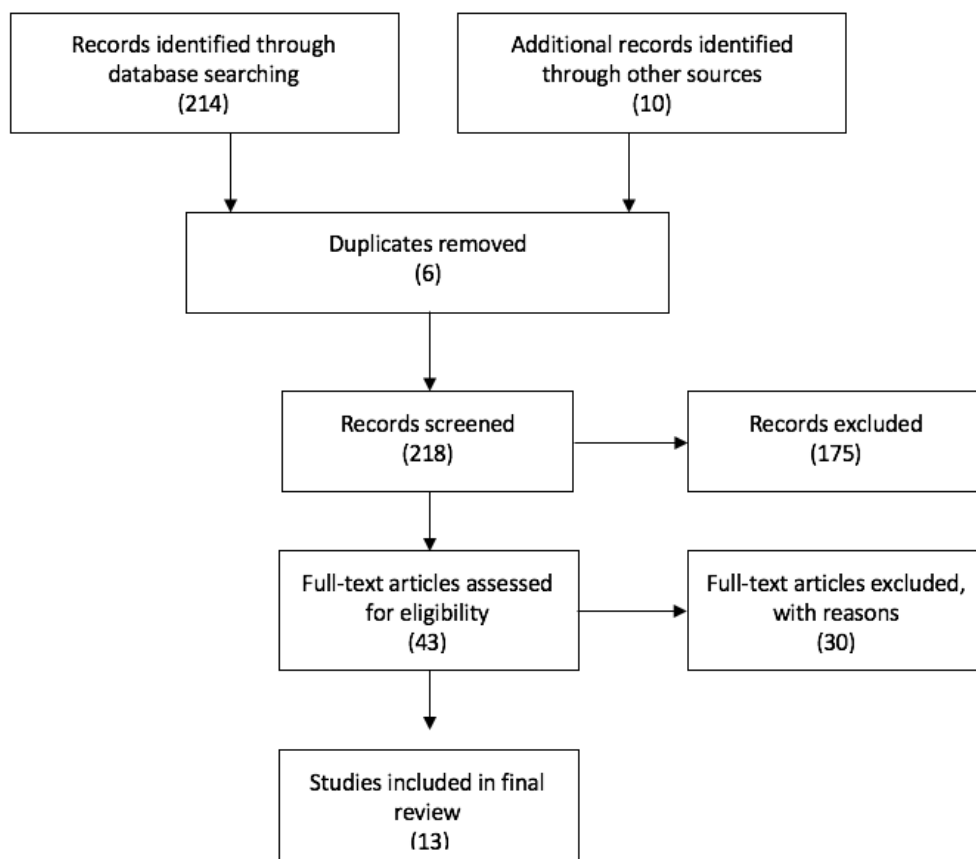 Records identified through
database searching
(214)
Additional records identified
through other sources
(10)
Duplicates removed
(6)
Records screened
(218)
Records excluded
(175)
Full-text articles assessed
for eligibility
(43)
Full-text articles excluded,
with reasons
(30)
Studies included in final
review
(13)